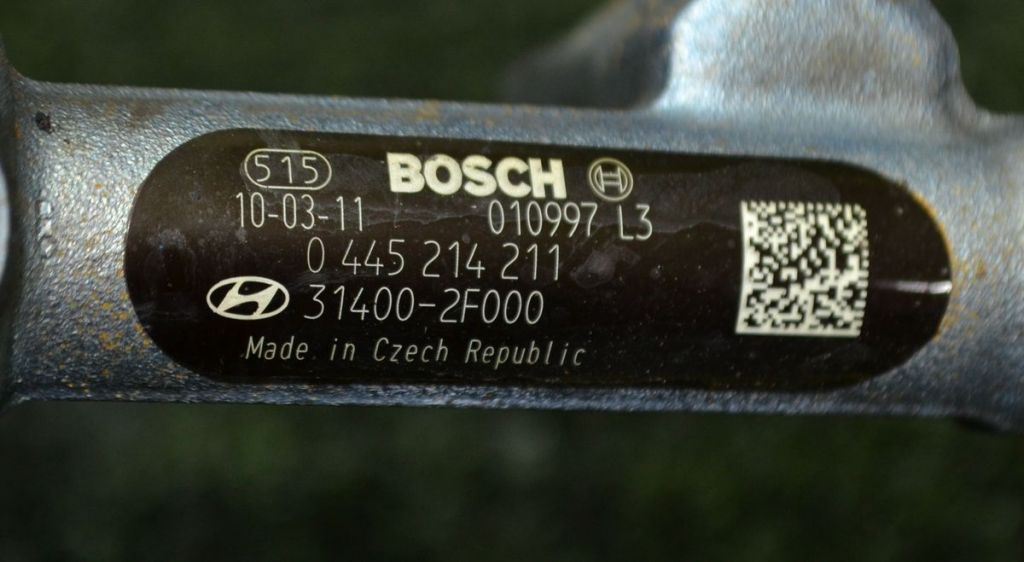 515 BOSCH
10-03-11 010997 L3
0 445 214 211
31400-2F000
Made in Czech Republic